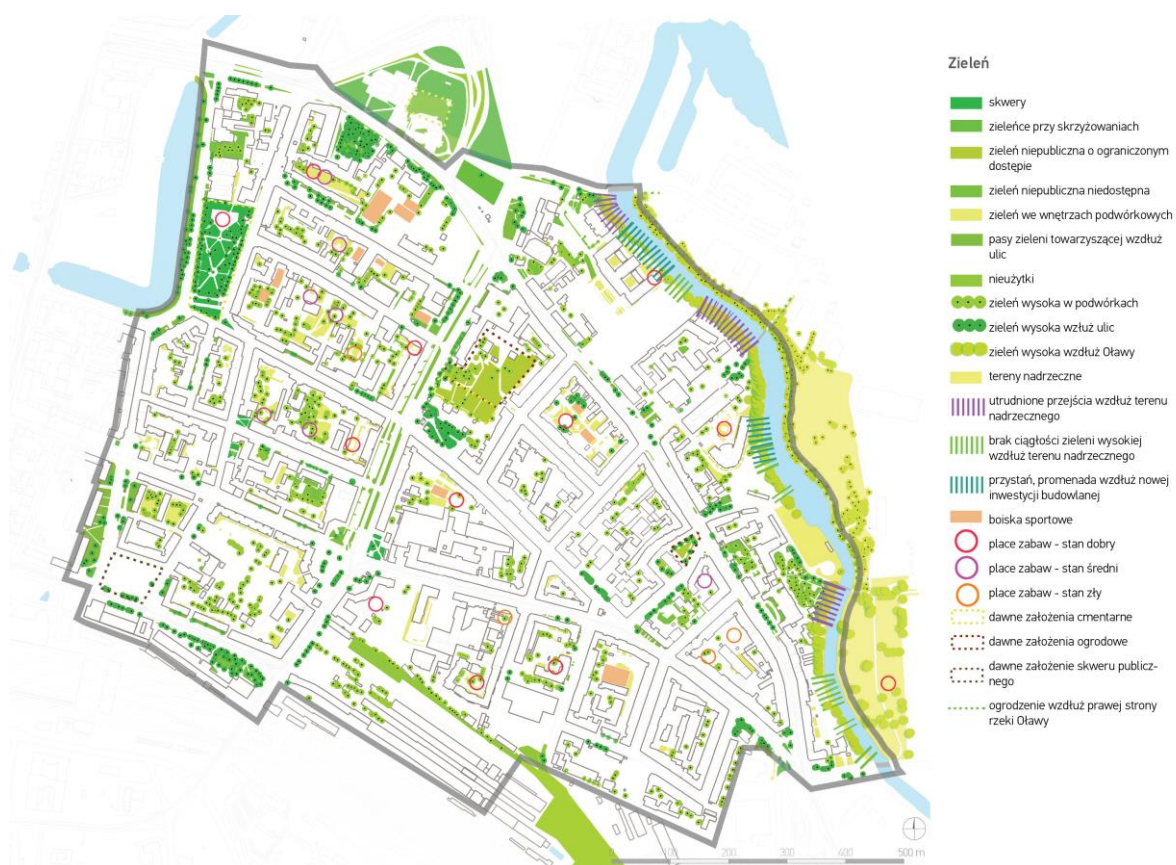 Zieleń
skwery
zieleńce przy skrzyżowaniach
zieleń niepubliczna o ograniczonym
dostępie
zieleń niepubliczna niedostępna
zieleń we wnętrzach podwórkowych
pasy zieleni towarzyszącej wzdłuż
ulic
nieużytki
zieleń wysoka w podwórkach
zieleń wysoka wzłuż ulic
zieleń wysoka wzdłuż Oławy
tereny nadrzeczne
utrudnione przejścia wzdłuż terenu
nadrzecznego
brak ciągłości zieleni wysokiej
wzdłuż terenu nadrzecznego
przystań, promenada wzdłuż nowej
inwestycji budowlanej
boiska sportowe
place zabaw - stan dobry
place zabaw - stan średni
place zabaw - stan zły
dawne założenia cmentarne
dawne założenia ogrodowe
dawne założenie skweru publicz-
nego
ogrodzenie wzdłuż prawej strony
rzeki Oławy
0 100 200 300 400 500 m